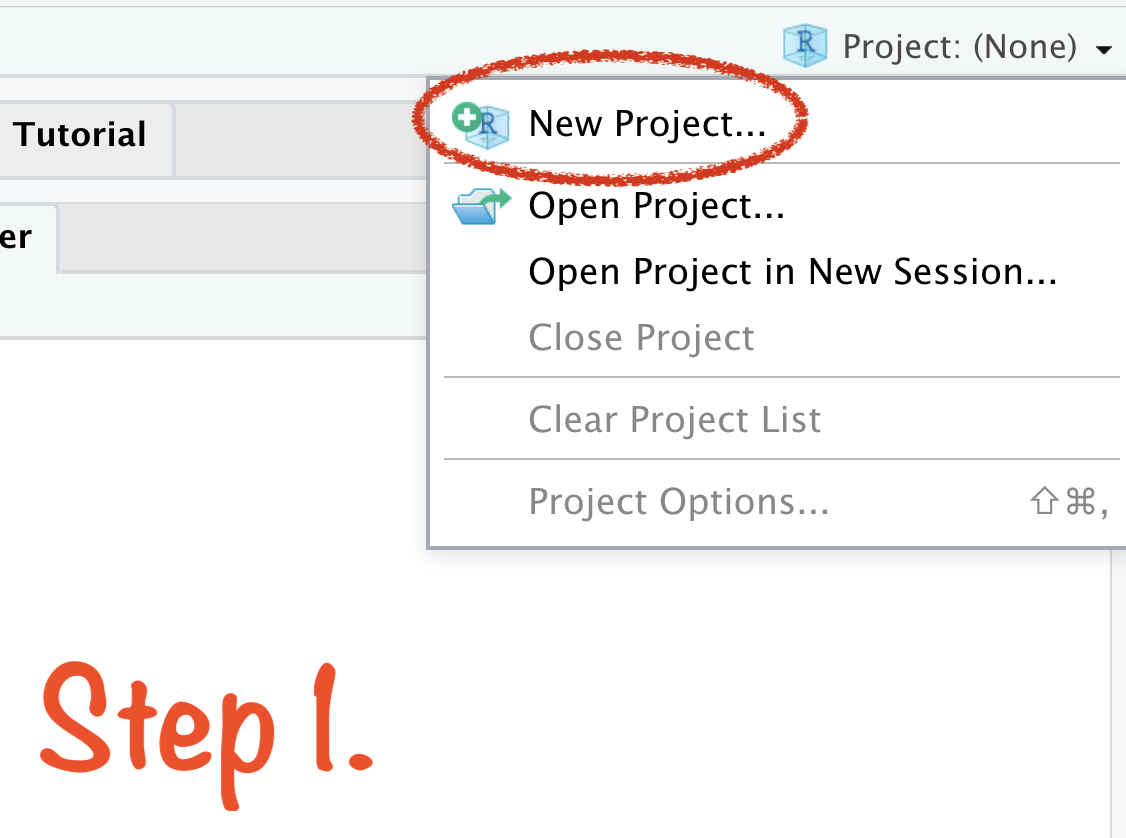 Project: (None)
Tutorial
New Project...
er
Open Project...
Open Project in New Session...
Close Project
Clear Project List
Project Options... ⇧⌘,
Step 1.